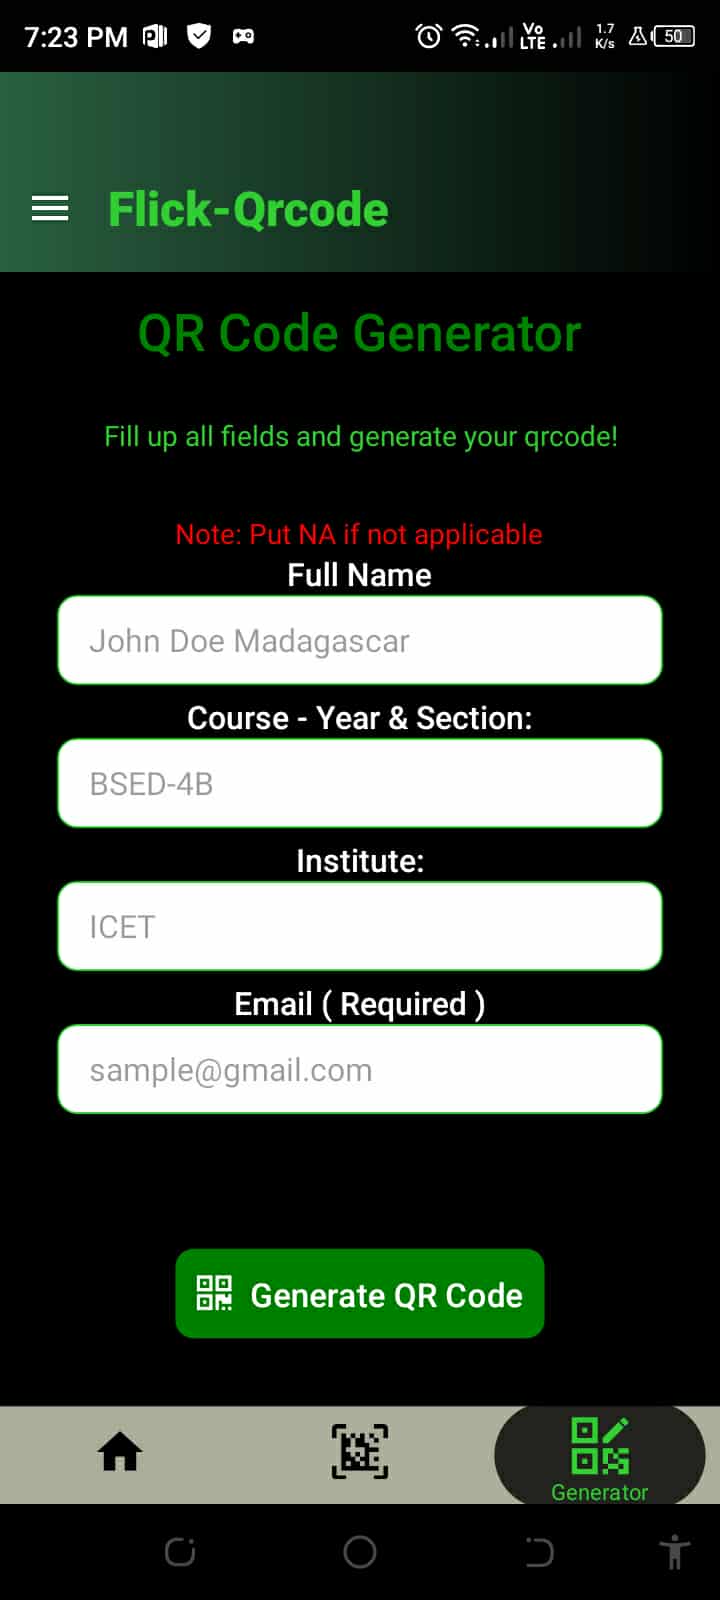 7:23 PM
Vo LTE
1.7 K/s
50
Flick-Qrcode
QR Code Generator
Fill up all fields and generate your qrcode!
Note: Put NA if not applicable
Full Name
John Doe Madagascar
Course - Year & Section:
BSED-4B
Institute:
ICET
Email ( Required )
sample@gmail.com
Generate QR Code
Generator